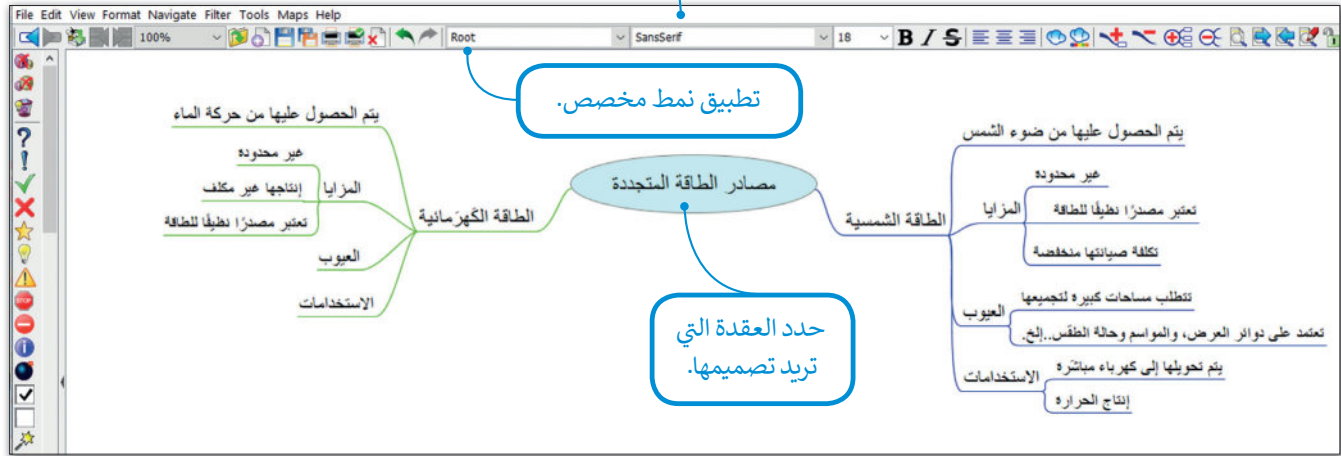 File Edit View Format Navigate Filter Tools Maps Help
100% Root SansSerif 18 B I S
تطبيق نمط مخصص.
مصادر الطاقة المتجددة
حدد العقدة التي
تريد تصميمها.
الطاقة الشمسية
يتم الحصول عليها من ضوء الشمس
المزايا
غير محدودة
تعتبر مصدرًا نظيفًا للطاقة
تكلفة صيانتها منخفضة
العيوب
تتطلب مساحات كبيرة لتجميعها
تعتمد على دوائر العرض، والمواسم وحالة الطقس..إلخ.
الاستخدامات
يتم تحويلها إلى كهرباء مباشرة
إنتاج الحرارة
الطاقة الكَهرَمائية
يتم الحصول عليها من حركة الماء
المزايا
غير محدودة
إنتاجها غير مكلف
تعتبر مصدرًا نظيفًا للطاقة
العيوب
الاستخدامات
STOP